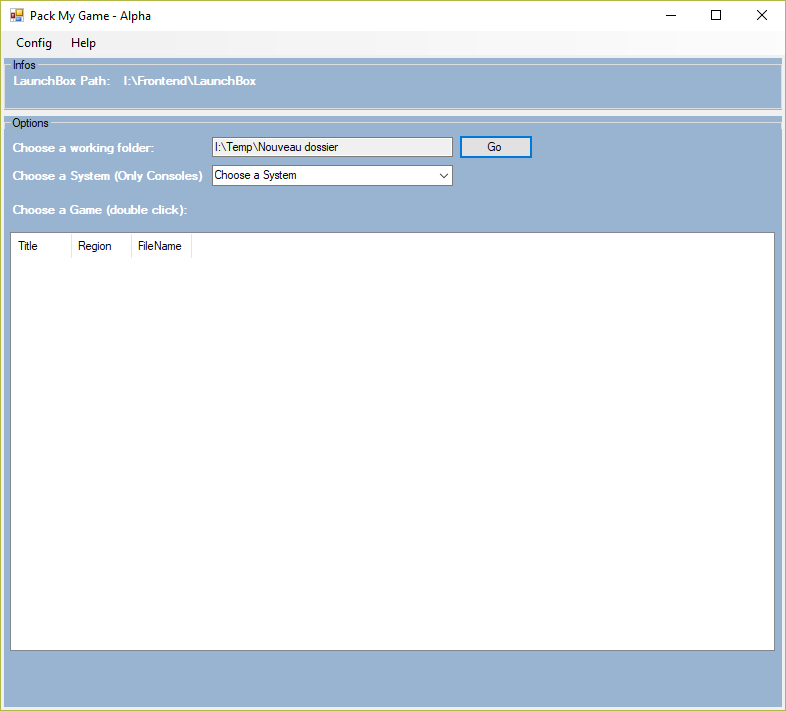 Pack My Game - Alpha
Config Help
Infos
LaunchBox Path: I:\Frontend\LaunchBox
Options
Choose a working folder: I:\Temp\Nouveau dossier Go
Choose a System (Only Consoles) Choose a System
Choose a Game (double click):
Title Region FileName